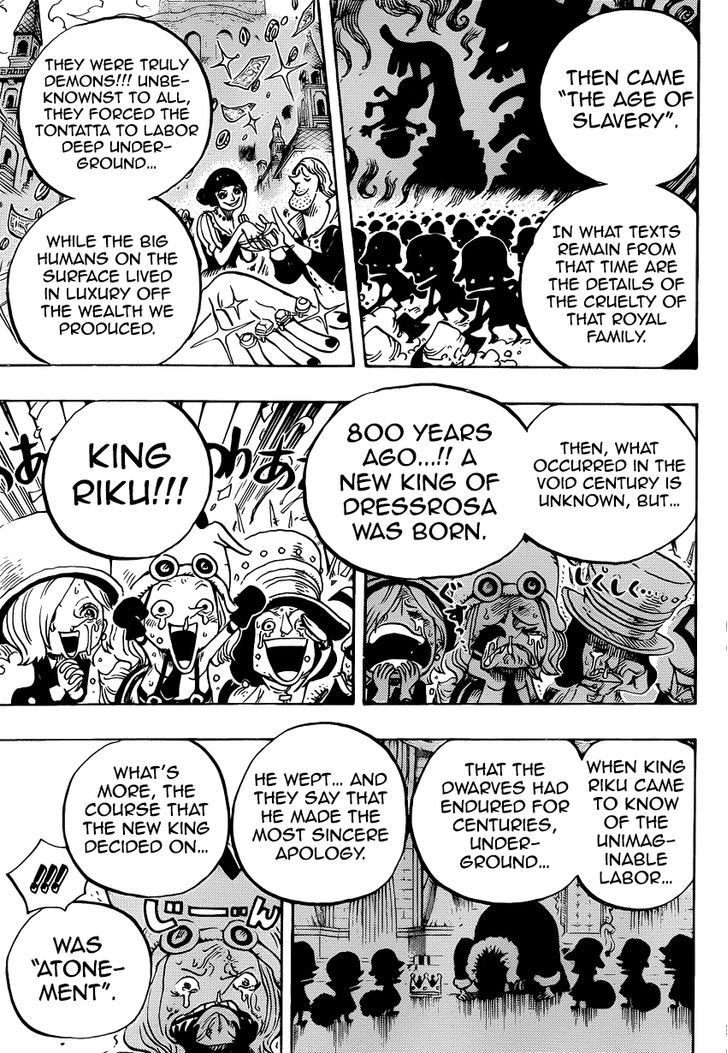 THEN CAME
"THE AGE OF
SLAVERY".
IN WHAT TEXTS
REMAIN FROM
THAT TIME ARE
THE DETAILS OF
THE CRUELTY OF
THAT ROYAL
FAMILY.
THEY WERE TRULY
DEMONS!!! UNBE-
KNOWNST TO ALL,
THEY FORCED THE
TONTATTA TO LABOR
DEEP UNDER-
GROUND...
WHILE THE BIG
HUMANS ON THE
SURFACE LIVED
IN LUXURY OFF
THE WEALTH WE
PRODUCED.
THEN, WHAT
OCCURRED IN THE
VOID CENTURY IS
UNKNOWN, BUT...
800 YEARS
AGO...!! A
NEW KING OF
DRESSROSA
WAS BORN.
KING
RIKU!!!
WHEN KING
RIKU CAME
TO KNOW
OF THE
UNIMAG-
INABLE
LABOR...
THAT THE
DWARVES HAD
ENDURED FOR
CENTURIES,
UNDER-
GROUND...
HE WEPT... AND
THEY SAY THAT
HE MADE THE
MOST SINCERE
APOLOGY.
WHAT'S
MORE, THE
COURSE THAT
THE NEW KING
DECIDED ON...
!!!
じーーん
WAS
"ATONE-
MENT".